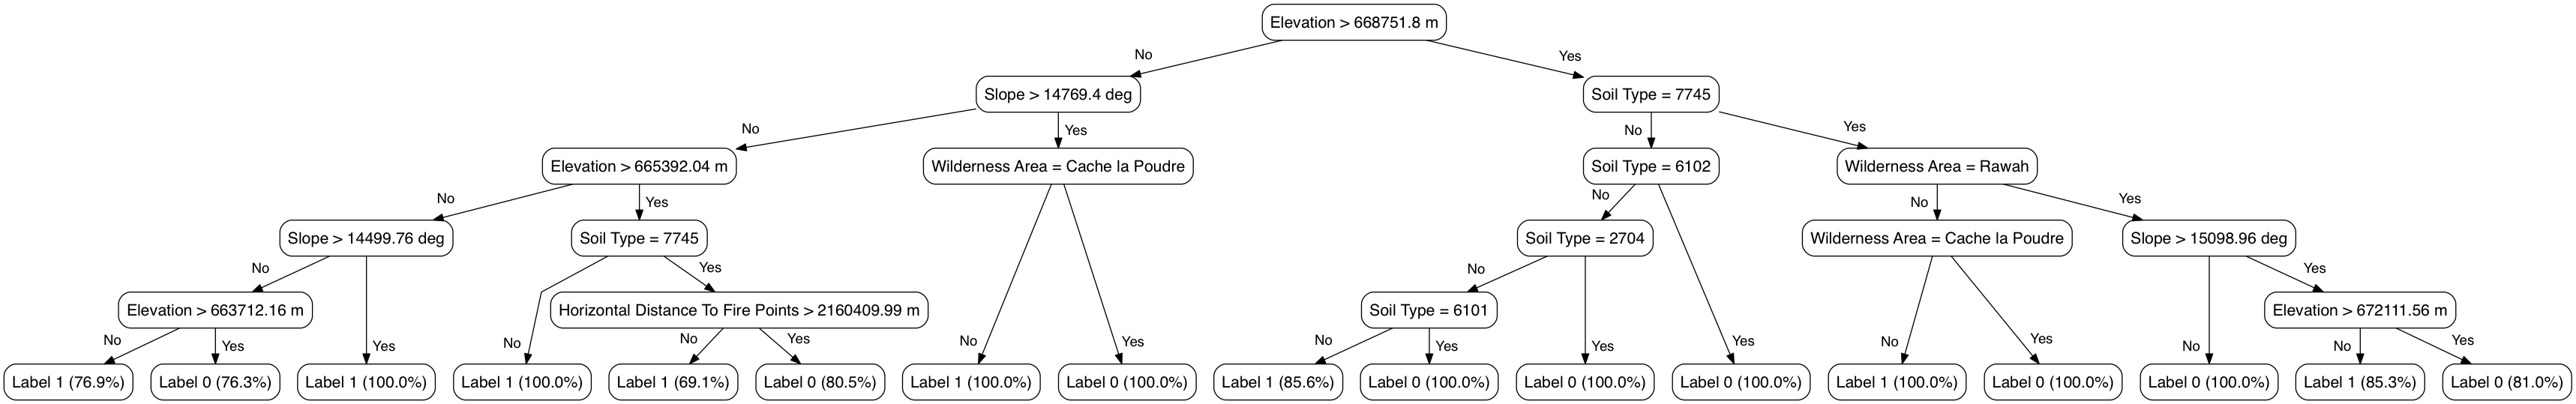 Elevation > 668751.8 m
No
Yes
Slope > 14769.4 deg
Soil Type = 7745
No
Yes
No
Yes
Elevation > 665392.04 m
Wilderness Area = Cache la Poudre
Soil Type = 6102
Wilderness Area = Rawah
No
Yes
No
No
Yes
Slope > 14499.76 deg
Soil Type = 7745
Soil Type = 2704
Wilderness Area = Cache la Poudre
Slope > 15098.96 deg
No
Yes
No
Yes
Elevation > 663712.16 m
Horizontal Distance To Fire Points > 2160409.99 m
Soil Type = 6101
Elevation > 672111.56 m
No
Yes
Yes
No
No
Yes
No
Yes
No
Yes
Yes
Yes
No
Yes
No
No
Yes
Label 1 (76.9%)
Label 0 (76.3%)
Label 1 (100.0%)
Label 1 (100.0%)
Label 1 (69.1%)
Label 0 (80.5%)
Label 1 (100.0%)
Label 0 (100.0%)
Label 1 (85.6%)
Label 0 (100.0%)
Label 0 (100.0%)
Label 0 (100.0%)
Label 1 (100.0%)
Label 0 (100.0%)
Label 0 (100.0%)
Label 1 (85.3%)
Label 0 (81.0%)